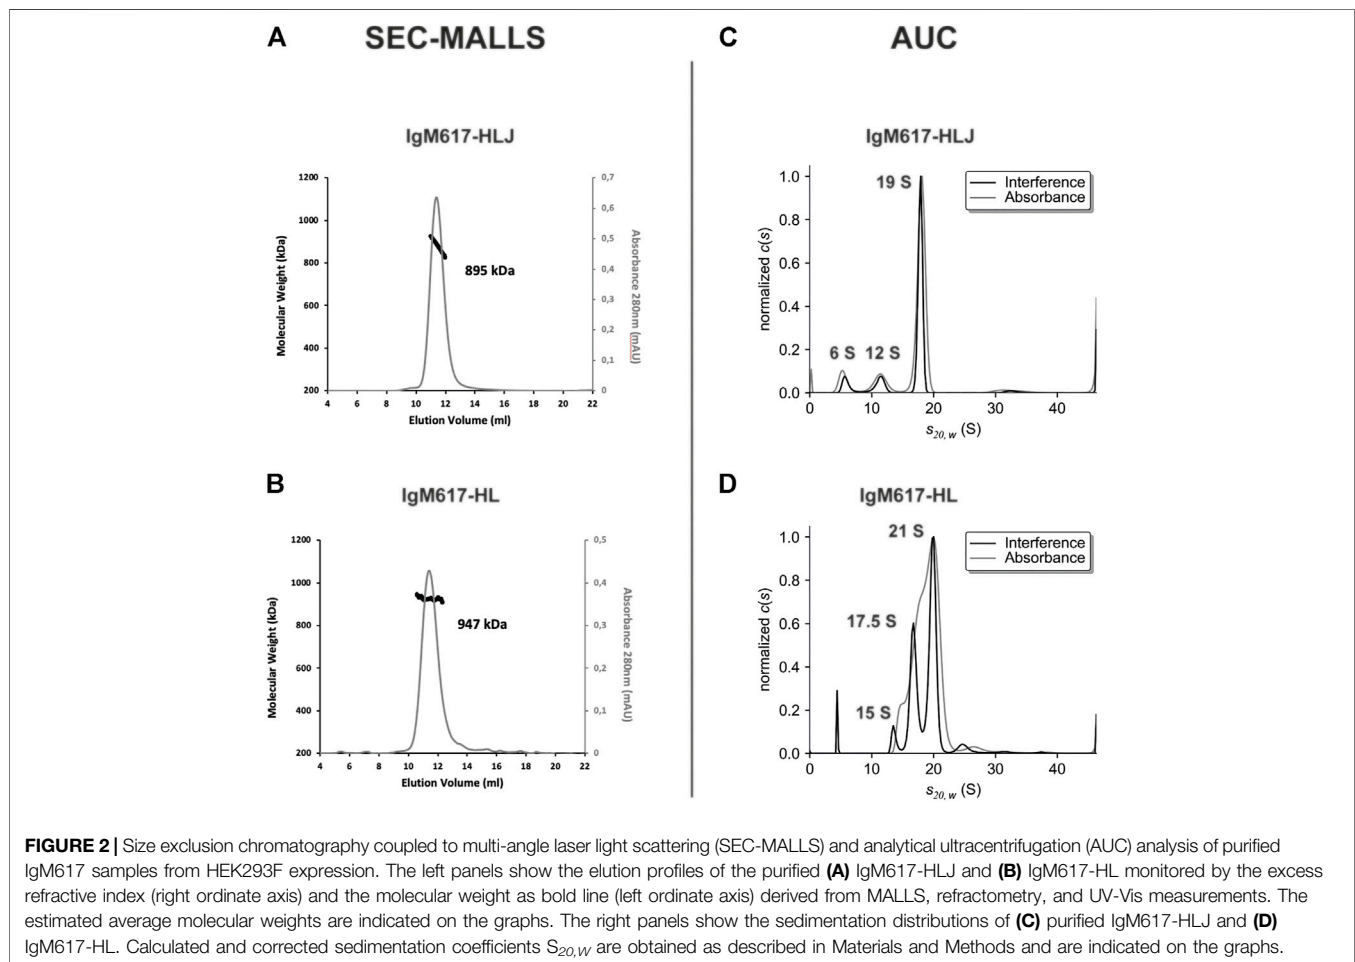 A SEC-MALLS
IgM617-HLJ
1200
1000
800
600
400
200
Molecular Weight (kDa)
0,7
0,6
0,5
0,4
0,3
0,2
0,1
0
Absorbance 280nm (mAU)
895 kDa
4 6 8 10 12 14 16 18 20 22
Elution Volume (ml)
B
IgM617-HL
1200
1000
800
600
400
200
Molecular Weight (kDa)
0,5
0,4
0,3
0,2
0,1
0
Absorbance 280nm (mAU)
947 kDa
4 6 8 10 12 14 16 18 20 22
Elution Volume (ml)
C AUC
IgM617-HLJ
1.0
0.8
0.6
0.4
0.2
0.0
normalized c(s)
19 S
6 S 12 S
Interference
Absorbance
0 10 20 30 40
s20, w (S)
D
IgM617-HL
1.0
0.8
0.6
0.4
0.2
0.0
normalized c(s)
21 S
17.5 S
15 S
Interference
Absorbance
0 10 20 30 40
s20, w (S)
FIGURE 2 | Size exclusion chromatography coupled to multi-angle laser light scattering (SEC-MALLS) and analytical ultracentrifugation (AUC) analysis of purified
IgM617 samples from HEK293F expression. The left panels show the elution profiles of the purified (A) IgM617-HLJ and (B) IgM617-HL monitored by the excess
refractive index (right ordinate axis) and the molecular weight as bold line (left ordinate axis) derived from MALLS, refractometry, and UV-Vis measurements. The
estimated average molecular weights are indicated on the graphs. The right panels show the sedimentation distributions of (C) purified IgM617-HLJ and (D)
IgM617-HL. Calculated and corrected sedimentation coefficients S20,W are obtained as described in Materials and Methods and are indicated on the graphs.